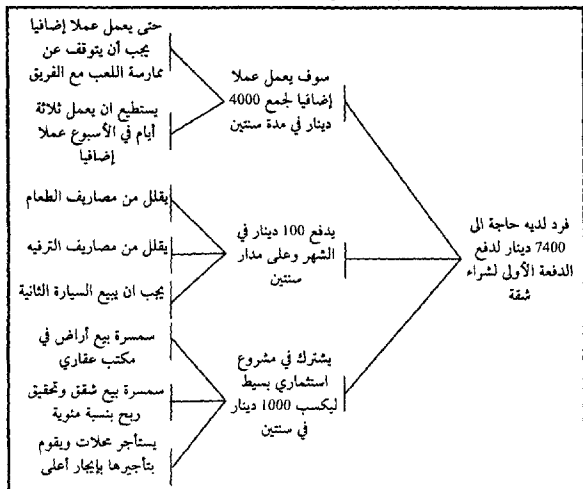 فرد لديه حاجة الى
7400 دينار لدفع
الدفعة الأولى لشراء
شقة
سوف يعمل عملا
إضافيا لجمع 4000
دينار في مدة سنتين
حتى يعمل عملا إضافيا
يجب أن يتوقف عن
ممارسة اللعب مع الفريق
يستطيع ان يعمل ثلاثة
أيام في الأسبوع عملا
إضافيا
يدفع 100 دينار في
الشهر وعلى مدار
سنتين
يقلل من مصاريف الطعام
يقلل من مصاريف الترفيه
يجب ان يبيع السيارة الثانية
يشترك في مشروع
استثماري بسيط
ليكسب 1000 دينار
في سنتين
سمسرة بيع أراض في
مكتب عقاري
سمسرة بيع شقق وتحقيق
ربح بنسبة مئوية
يستأجر محلات ويقوم
بتأجيرها بإيجار أعلى